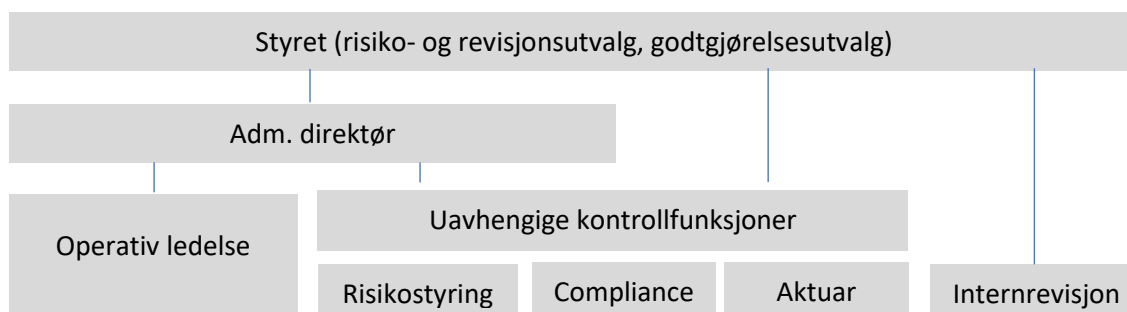 Styret (risiko- og revisjonsutvalg, godtgjørelsesutvalg)
Adm. direktør
Operativ ledelse
Uavhengige kontrollfunksjoner
Risikostyring
Compliance
Aktuar
Internrevisjon